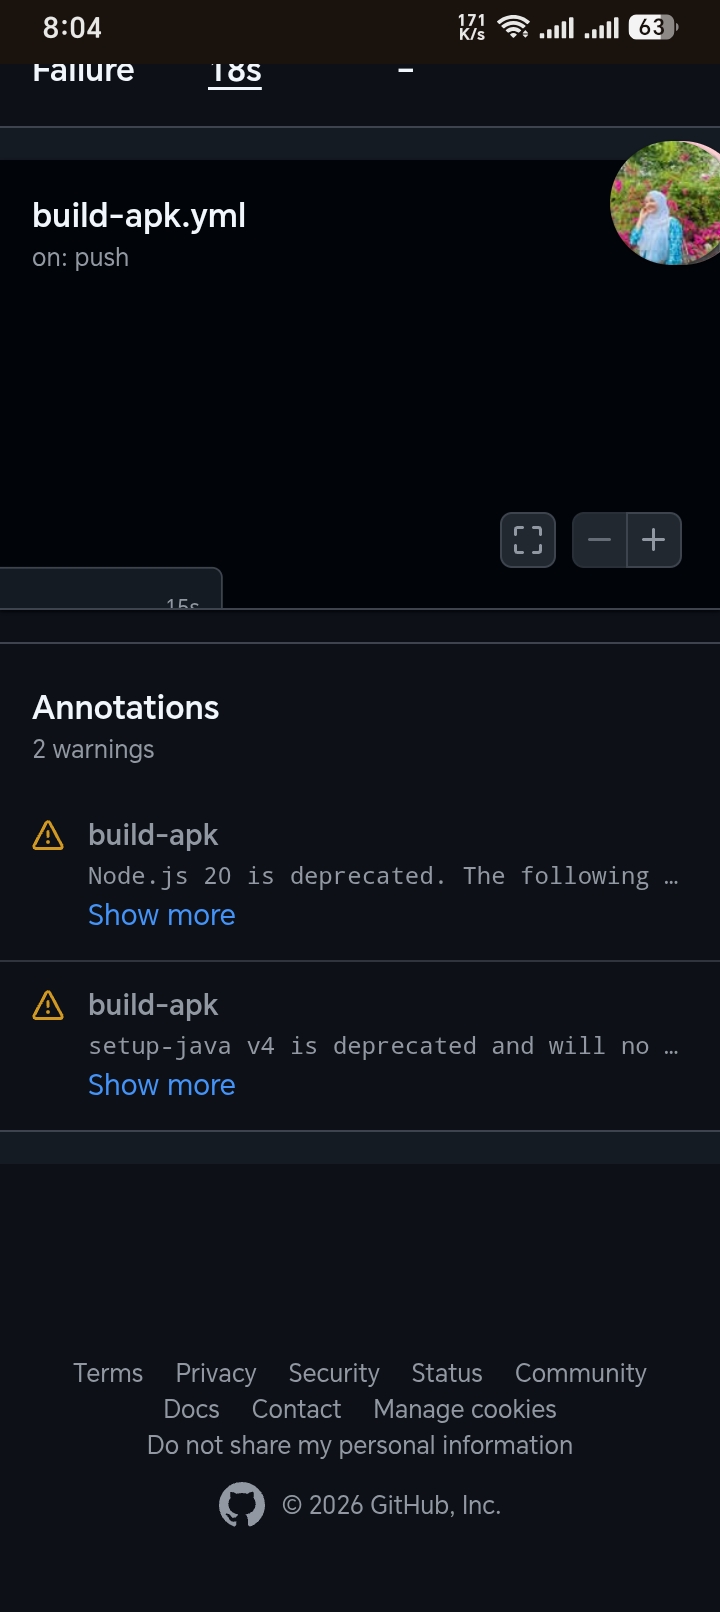 8:04
171
K/s
63
Failure 18s -
build-apk.yml
on: push
15s
Annotations
2 warnings
build-apk
Node.js 20 is deprecated. The following …
Show more
build-apk
setup-java v4 is deprecated and will no …
Show more
Terms Privacy Security Status Community
Docs Contact Manage cookies
Do not share my personal information
© 2026 GitHub, Inc.